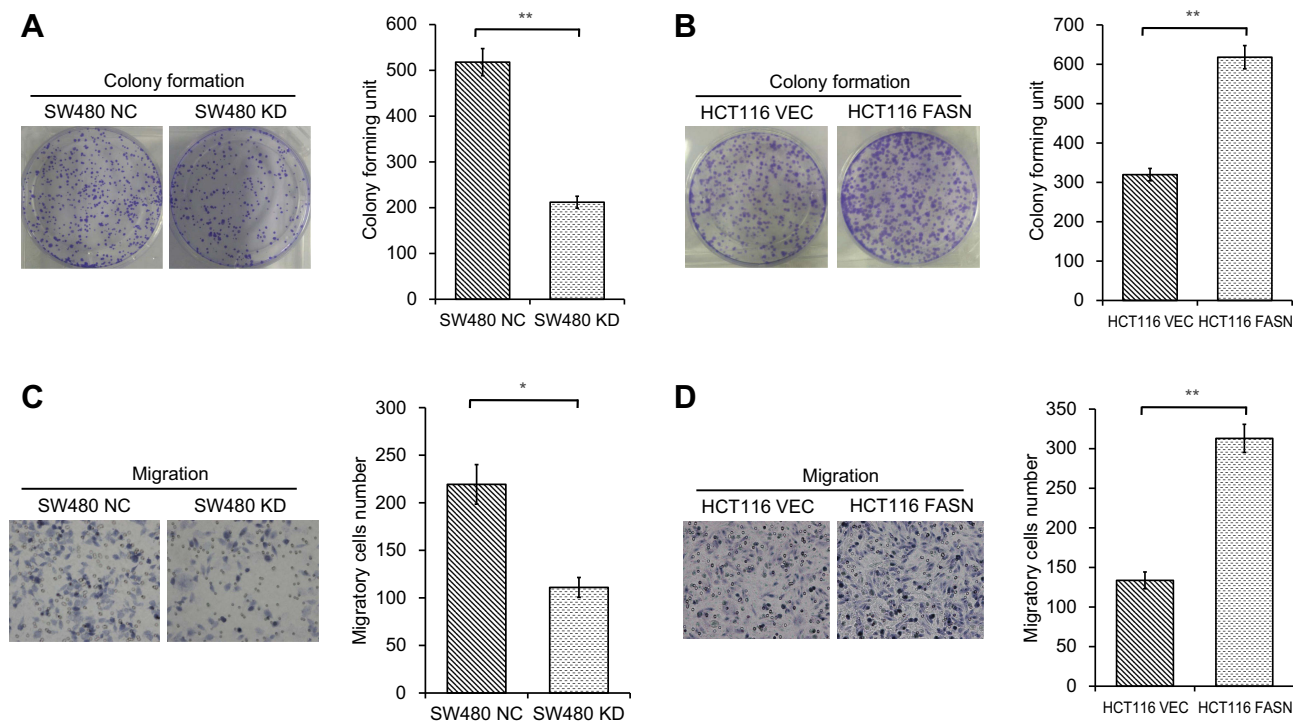 A
Colony formation
SW480 NC SW480 KD
Colony forming unit
600
500
400
300
200
100
0
**
SW480 NC SW480 KD
B
Colony formation
HCT116 VEC HCT116 FASN
Colony forming unit
700
600
500
400
300
200
100
0
**
HCT116 VEC HCT116 FASN
C
Migration
SW480 NC SW480 KD
Migratory cells number
300
250
200
150
100
50
0
*
SW480 NC SW480 KD
D
Migration
HCT116 VEC HCT116 FASN
Migratory cells number
350
300
250
200
150
100
50
0
**
HCT116 VEC HCT116 FASN